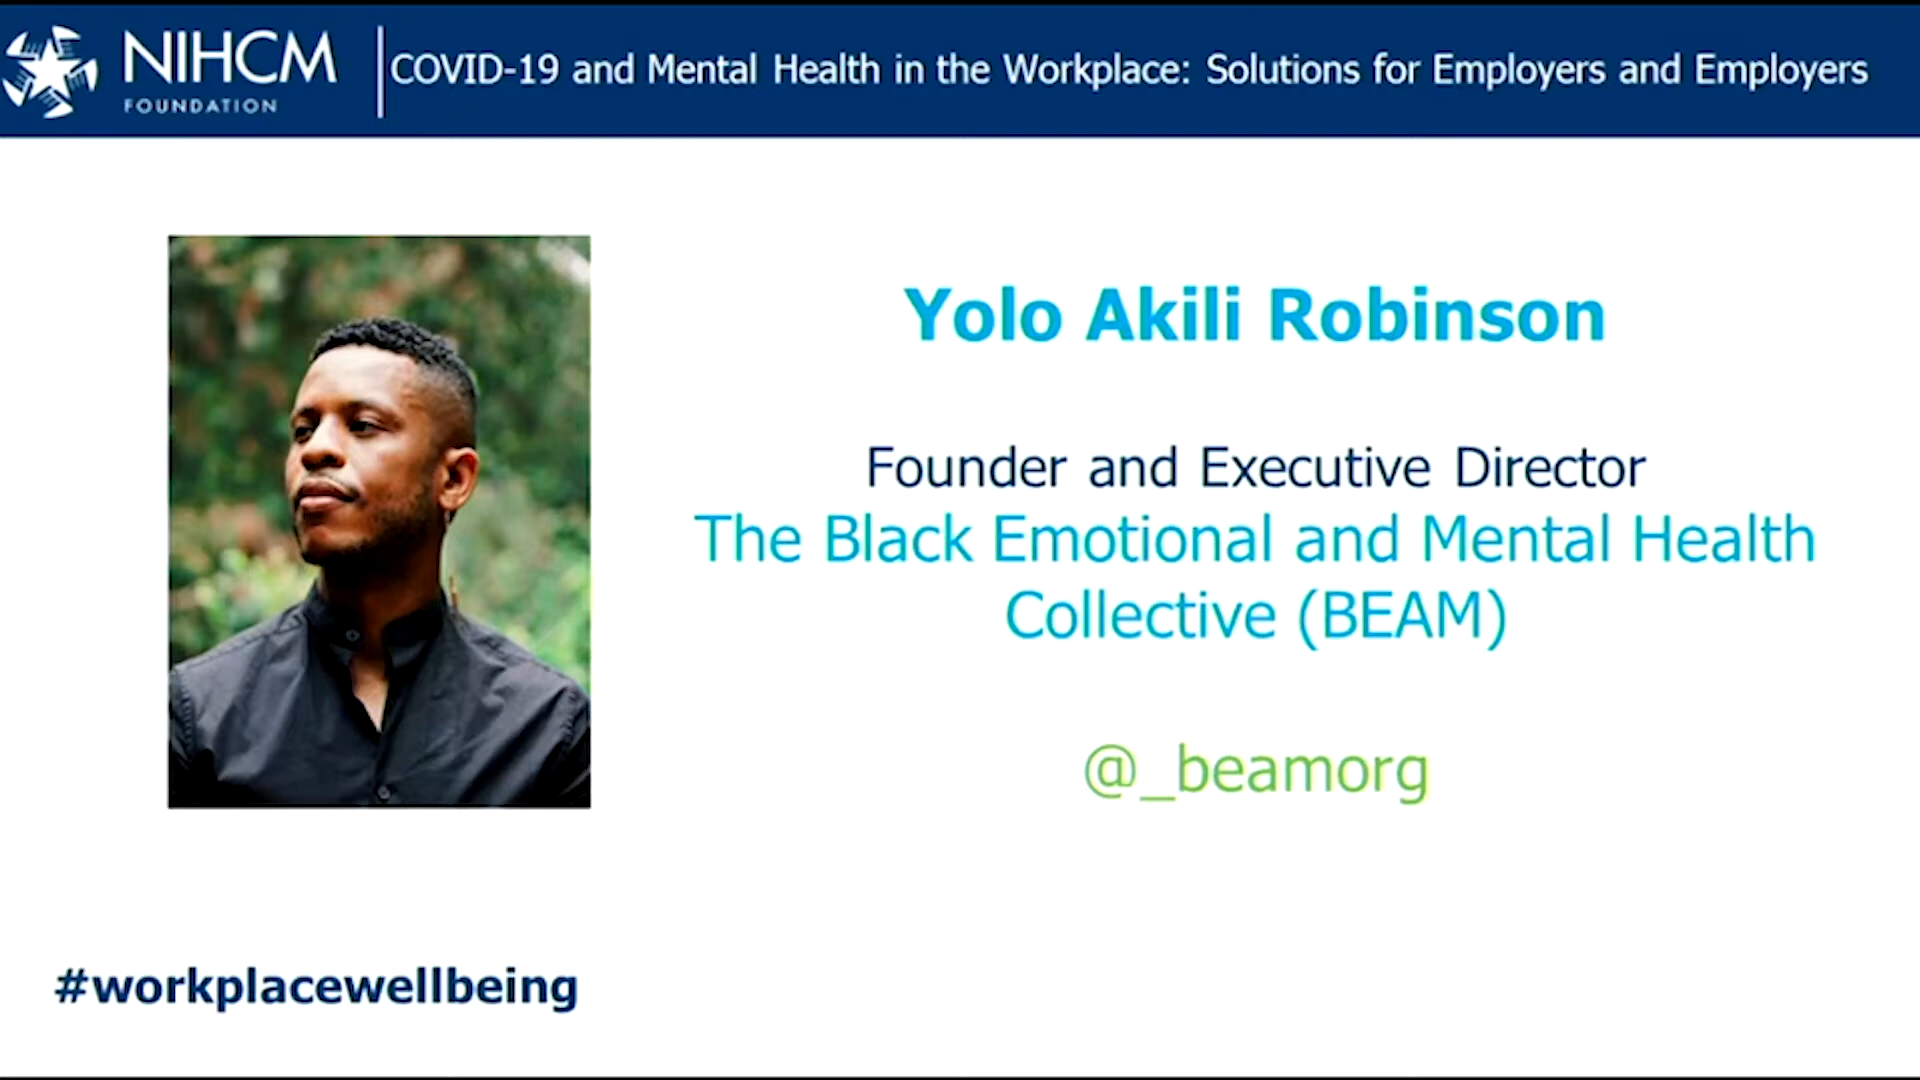 NIHCM
FOUNDATION
COVID-19 and Mental Health in the Workplace: Solutions for Employers and Employers
Yolo Akili Robinson
Founder and Executive Director
The Black Emotional and Mental Health
Collective (BEAM)
@_beamorg
#workplacewellbeing